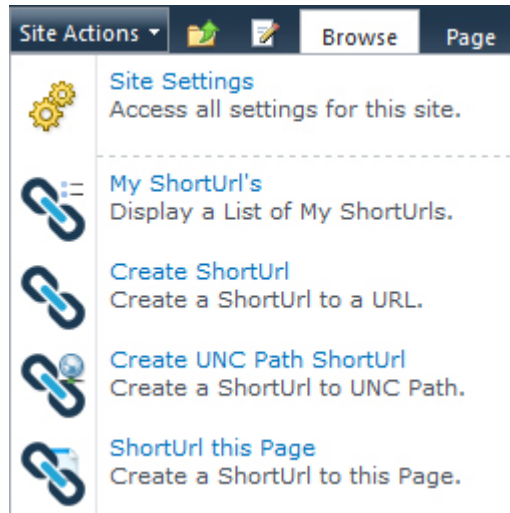 Site Actions Browse Page
Site Settings
Access all settings for this site.
My ShortUrl's
Display a List of My ShortUrls.
Create ShortUrl
Create a ShortUrl to a URL.
Create UNC Path ShortUrl
Create a ShortUrl to UNC Path.
ShortUrl this Page
Create a ShortUrl to this Page.